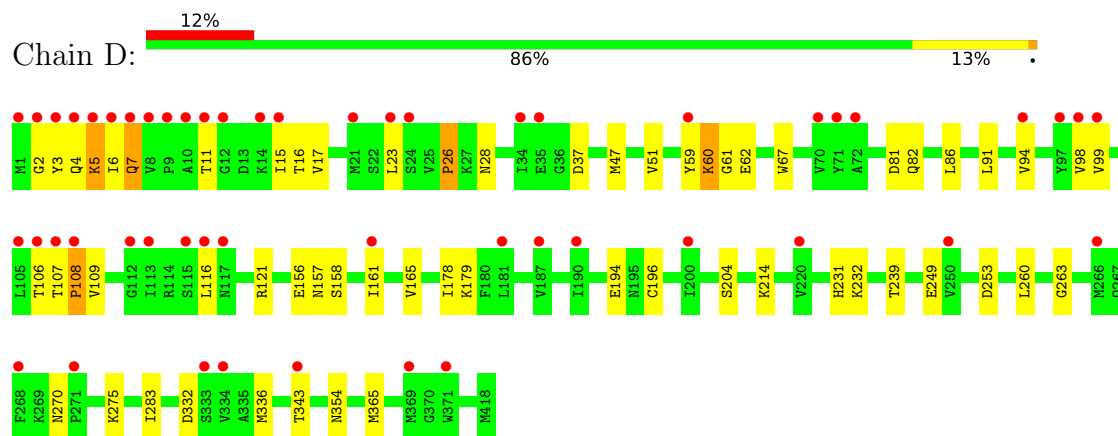 12%
Chain D:
86% 13% •
M1 G2 Y3 Q4 K5 I6 Q7 V8 P9 A10 T11 G12 D13 K14 I15 T16 V17 M21 S22 L23 S24 V25 P26 K27 N28 I34 E35 G36 D37 M47 V51 Y59 K60 G61 E62 W67 V70 Y71 A72 D81 Q82 L86 L91 V94 Y97 V98 V99
L105 T106 T107 P108 V109 G112 I113 R114 S115 L116 N117 R121 E156 N157 S158 I161 V165 I178 K179 F180 L181 V187 I190 E194 N195 C196 I200 S204 K214 V220 H231 K232 T239 E249 V250 D253 L260 G263 M266 P267
F268 K269 N270 P271 K275 I283 D332 S333 V334 A335 M336 T343 N354 M365 M369 G370 W371 M418